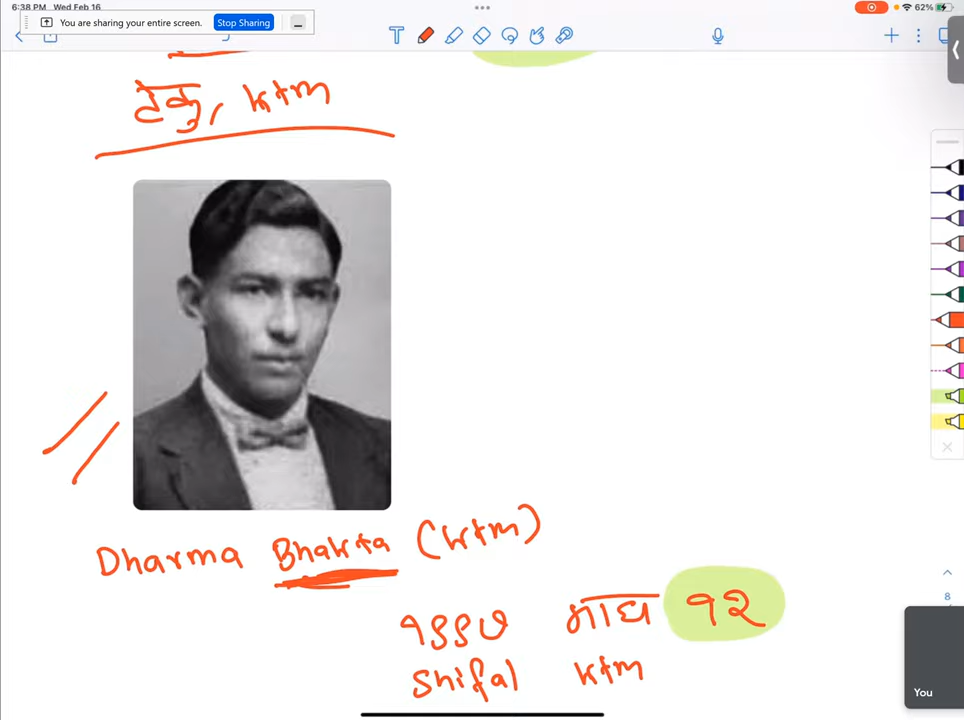 6:38 PM Wed Feb 16
62%
You are sharing your entire screen.
Stop Sharing
T
टेकु, ktm
Dharma Bhakta (ktm)
१९९७ माघ १२
Shifal ktm
8
You